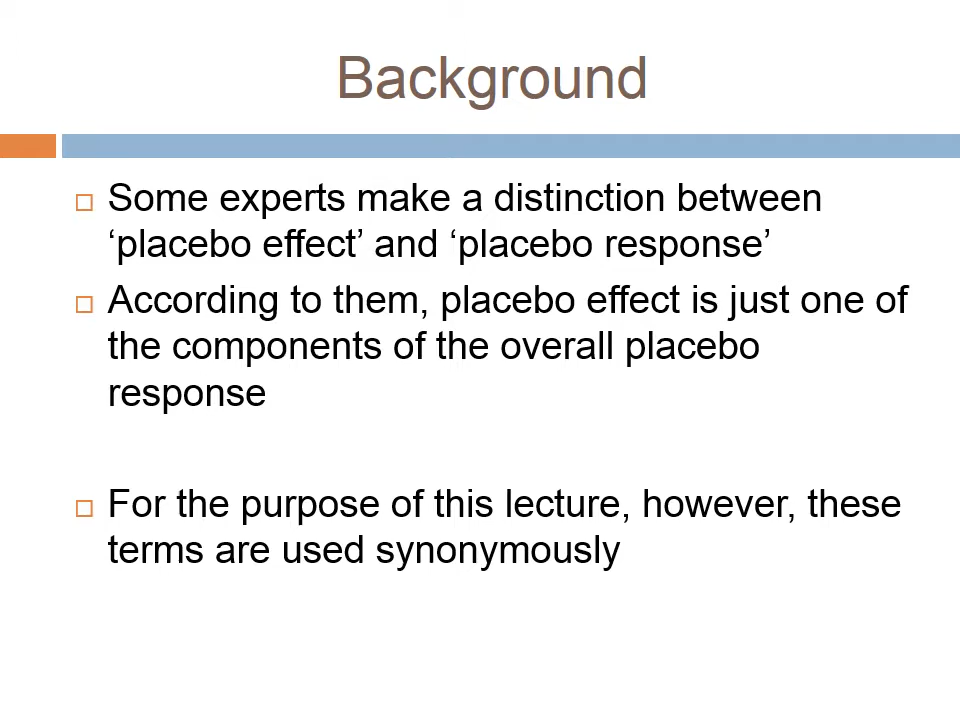 Background
Some experts make a distinction between
‘placebo effect’ and ‘placebo response’
According to them, placebo effect is just one of
the components of the overall placebo
response
For the purpose of this lecture, however, these
terms are used synonymously